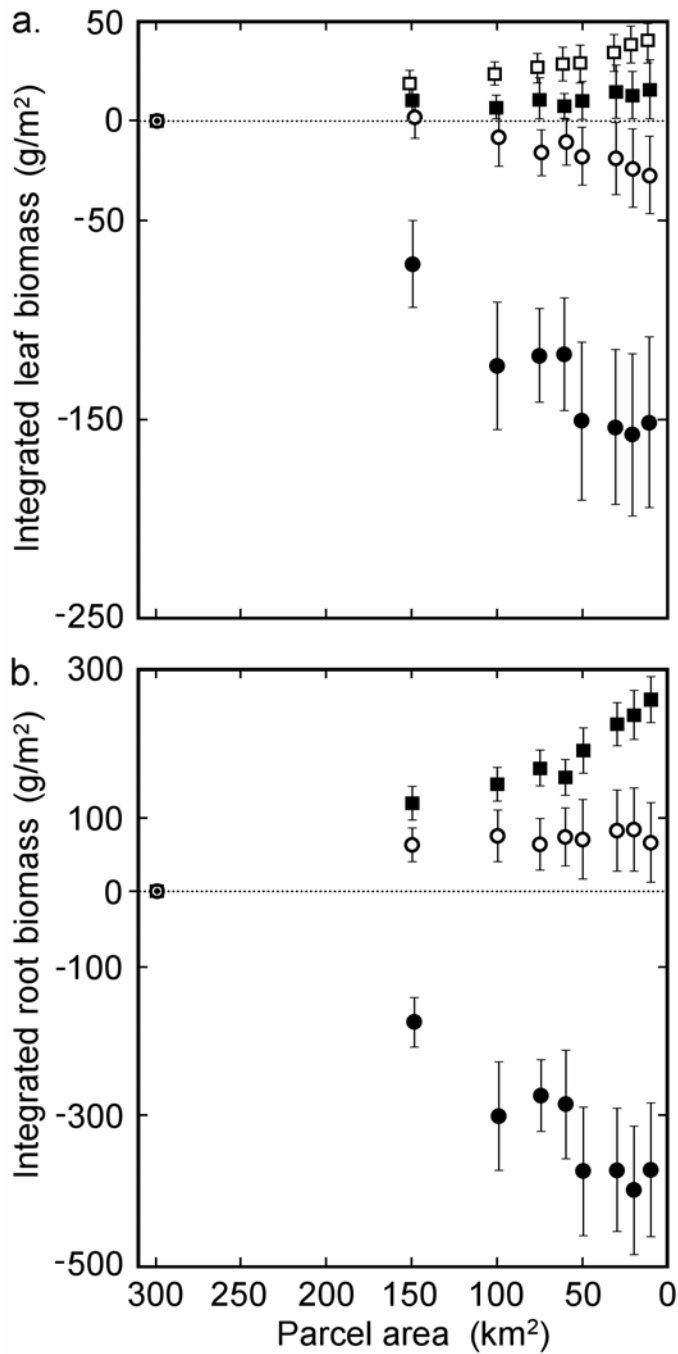 a.
Integrated leaf biomass (g/m²)
50
0
-50
-150
-250
b.
Integrated root biomass (g/m²)
300
100
0
-100
-300
-500
300 250 200 150 100 50 0
Parcel area (km²)